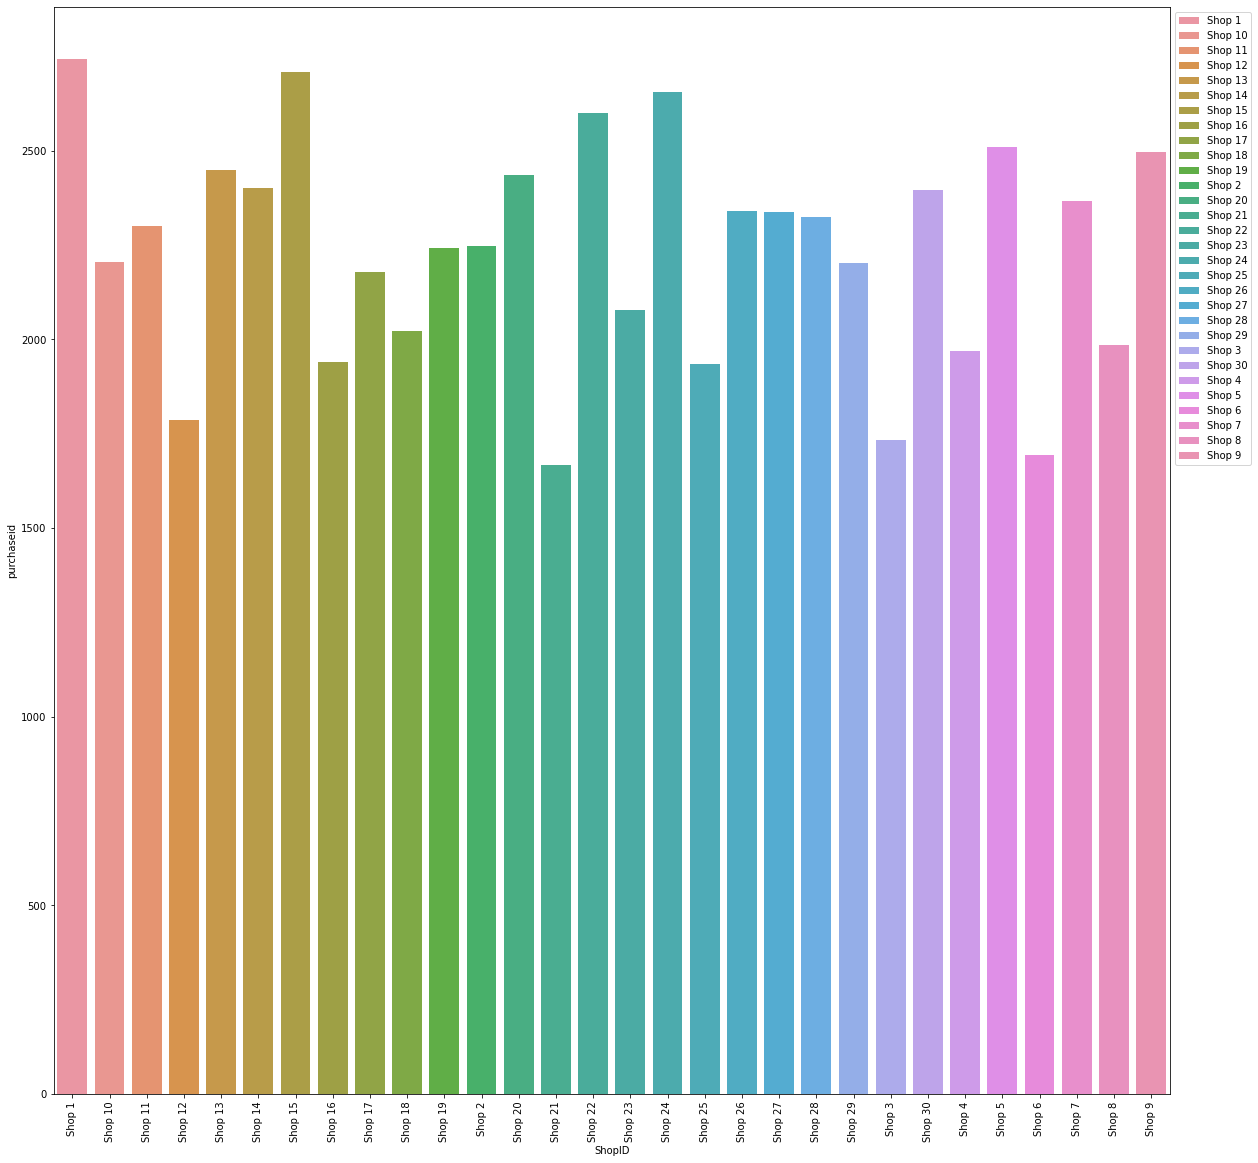 2500
2000
1500
1000
500
0
purchaseid
Shop 1
Shop 10
Shop 11
Shop 12
Shop 13
Shop 14
Shop 15
Shop 16
Shop 17
Shop 18
Shop 19
Shop 2
Shop 20
Shop 21
Shop 22
Shop 23
Shop 24
Shop 25
Shop 26
Shop 27
Shop 28
Shop 29
Shop 3
Shop 30
Shop 4
Shop 5
Shop 6
Shop 7
Shop 8
Shop 9
ShopID
Shop 1
Shop 10
Shop 11
Shop 12
Shop 13
Shop 14
Shop 15
Shop 16
Shop 17
Shop 18
Shop 19
Shop 2
Shop 20
Shop 21
Shop 22
Shop 23
Shop 24
Shop 25
Shop 26
Shop 27
Shop 28
Shop 29
Shop 3
Shop 30
Shop 4
Shop 5
Shop 6
Shop 7
Shop 8
Shop 9